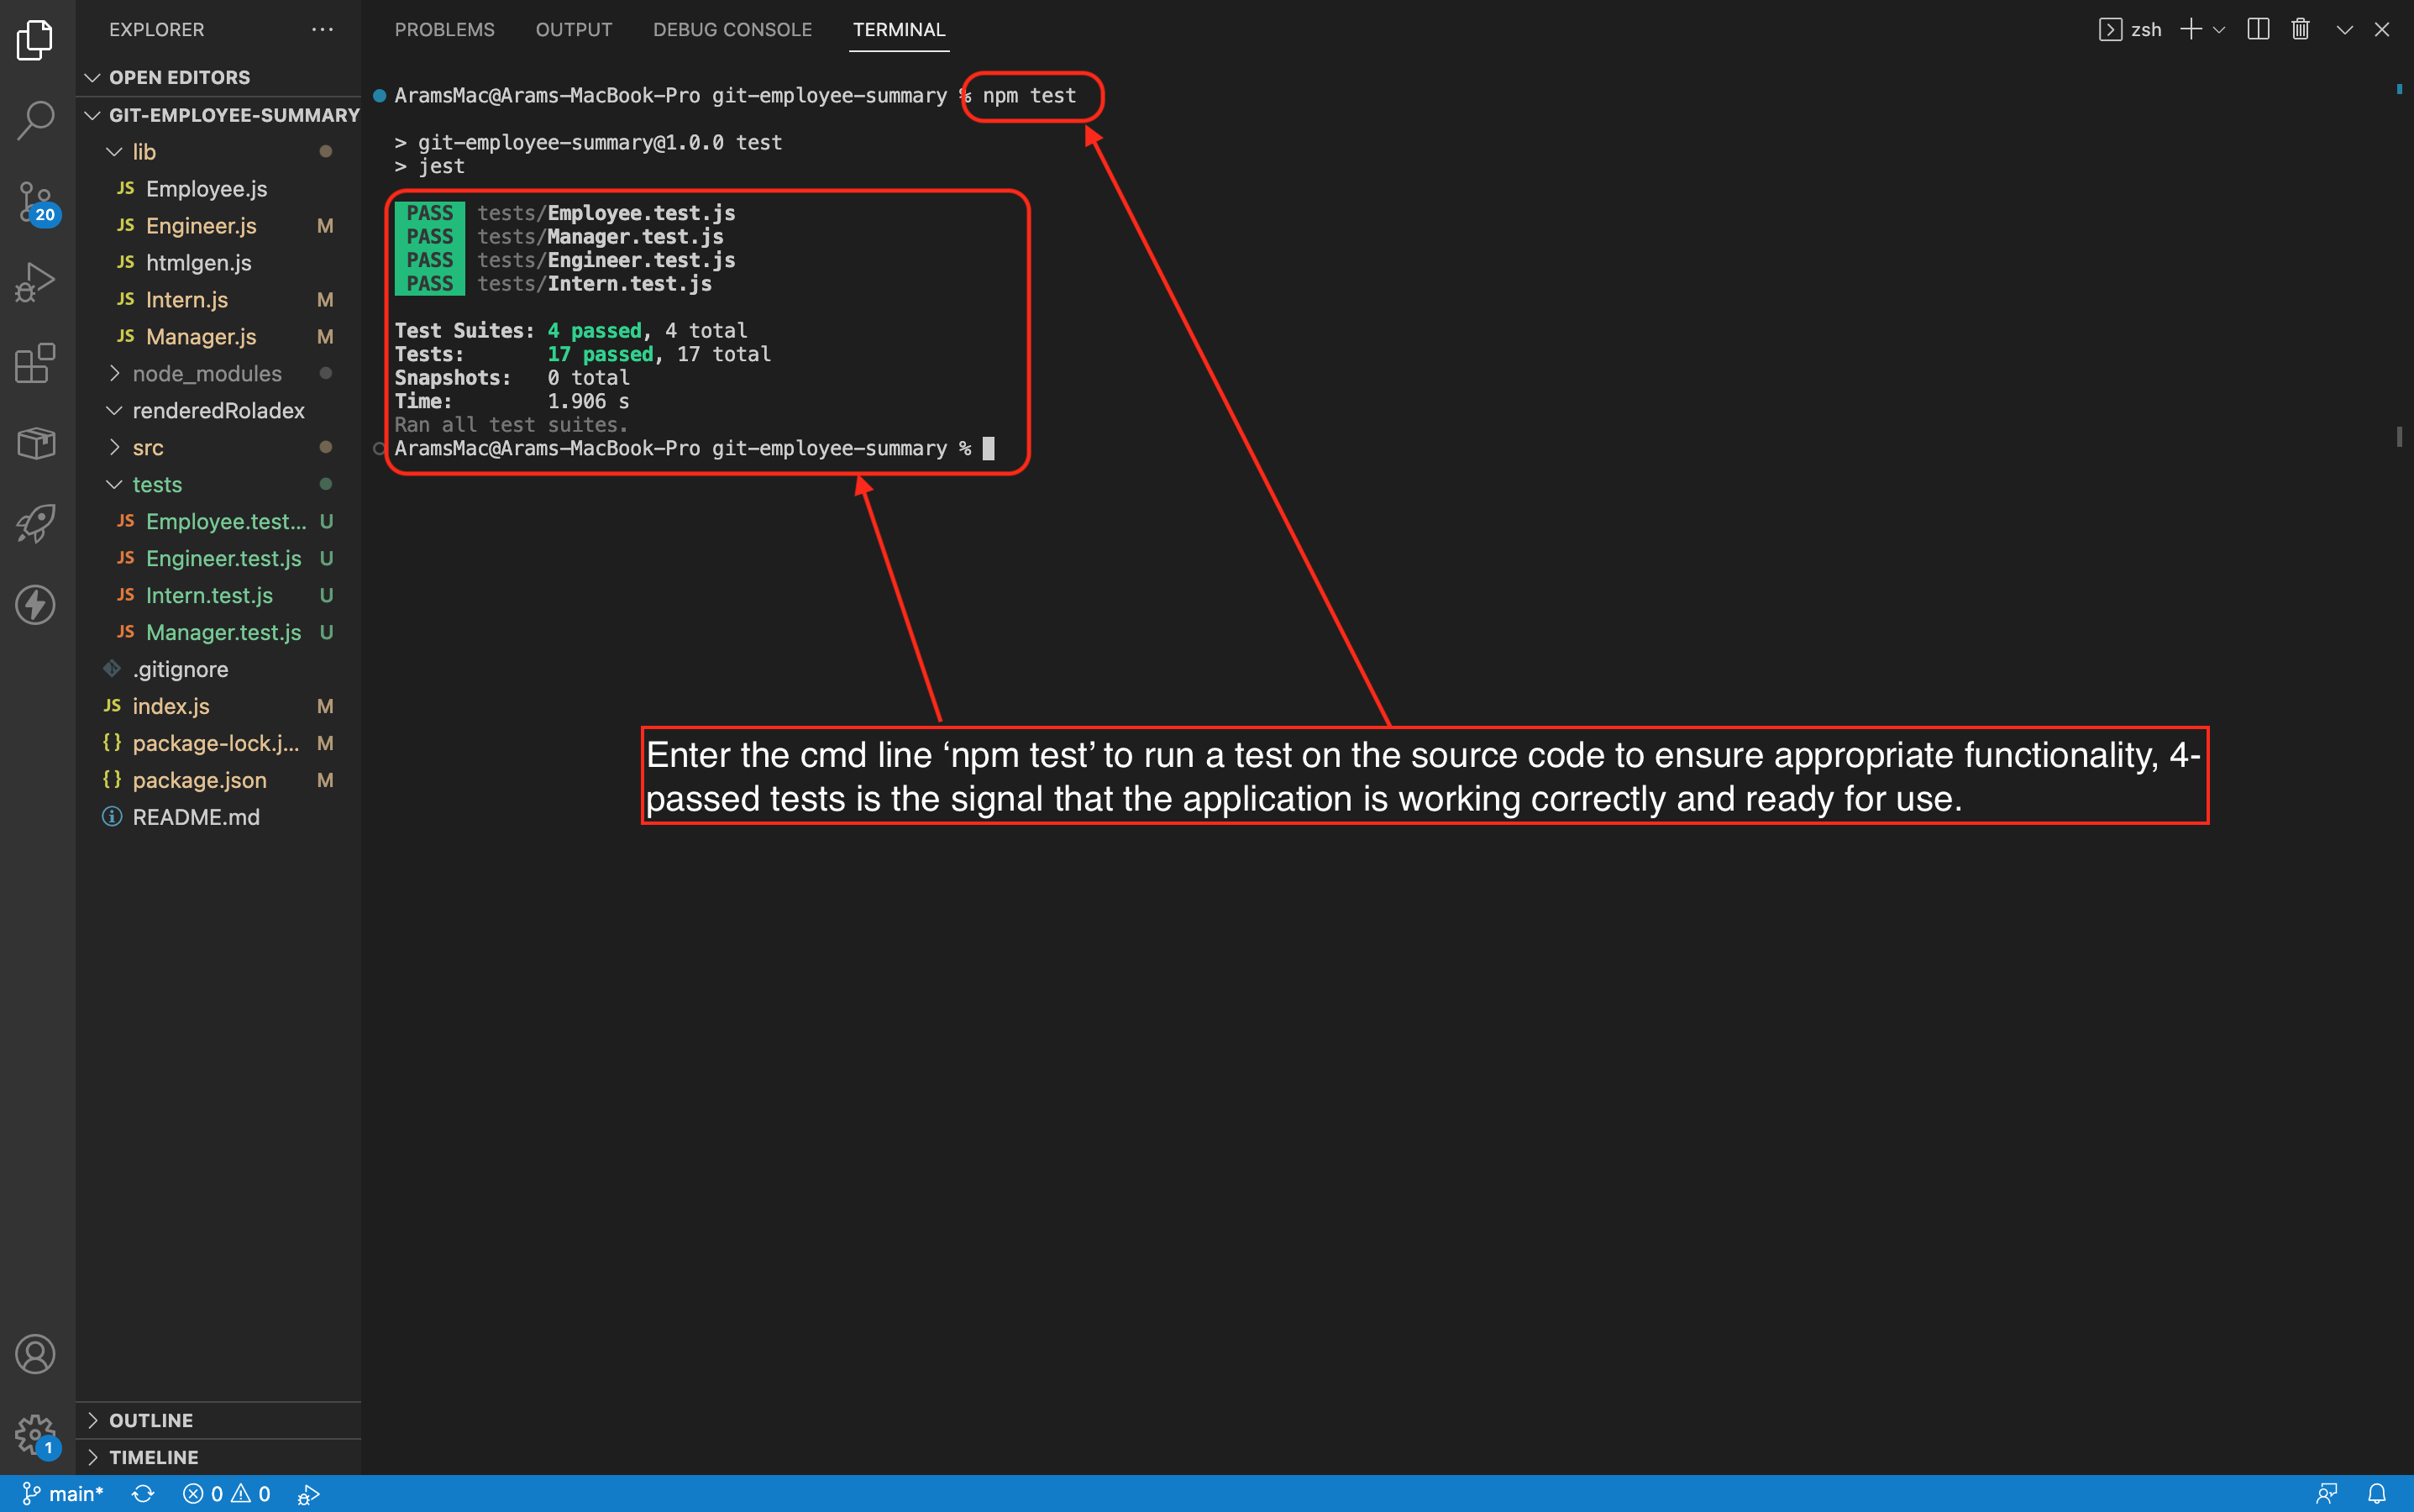 EXPLORER
OPEN EDITORS
GIT-EMPLOYEE-SUMMARY
lib
JS Employee.js
JS Engineer.js M
JS htmlgen.js
JS Intern.js M
JS Manager.js M
node_modules
renderedRoladex
src
tests
JS Employee.test... U
JS Engineer.test.js U
JS Intern.test.js U
JS Manager.test.js U
.gitignore
JS index.js M
{} package-lock.j... M
{} package.json M
README.md
OUTLINE
TIMELINE
20
1
PROBLEMS OUTPUT DEBUG CONSOLE TERMINAL
zsh
AramsMac@Arams-MacBook-Pro git-employee-summary % npm test
> git-employee-summary@1.0.0 test
> jest
PASS tests/Employee.test.js
PASS tests/Manager.test.js
PASS tests/Engineer.test.js
PASS tests/Intern.test.js
Test Suites: 4 passed, 4 total
Tests: 17 passed, 17 total
Snapshots: 0 total
Time: 1.906 s
Ran all test suites.
AramsMac@Arams-MacBook-Pro git-employee-summary %
Enter the cmd line ‘npm test’ to run a test on the source code to ensure appropriate functionality, 4-
passed tests is the signal that the application is working correctly and ready for use.
main* 0 0